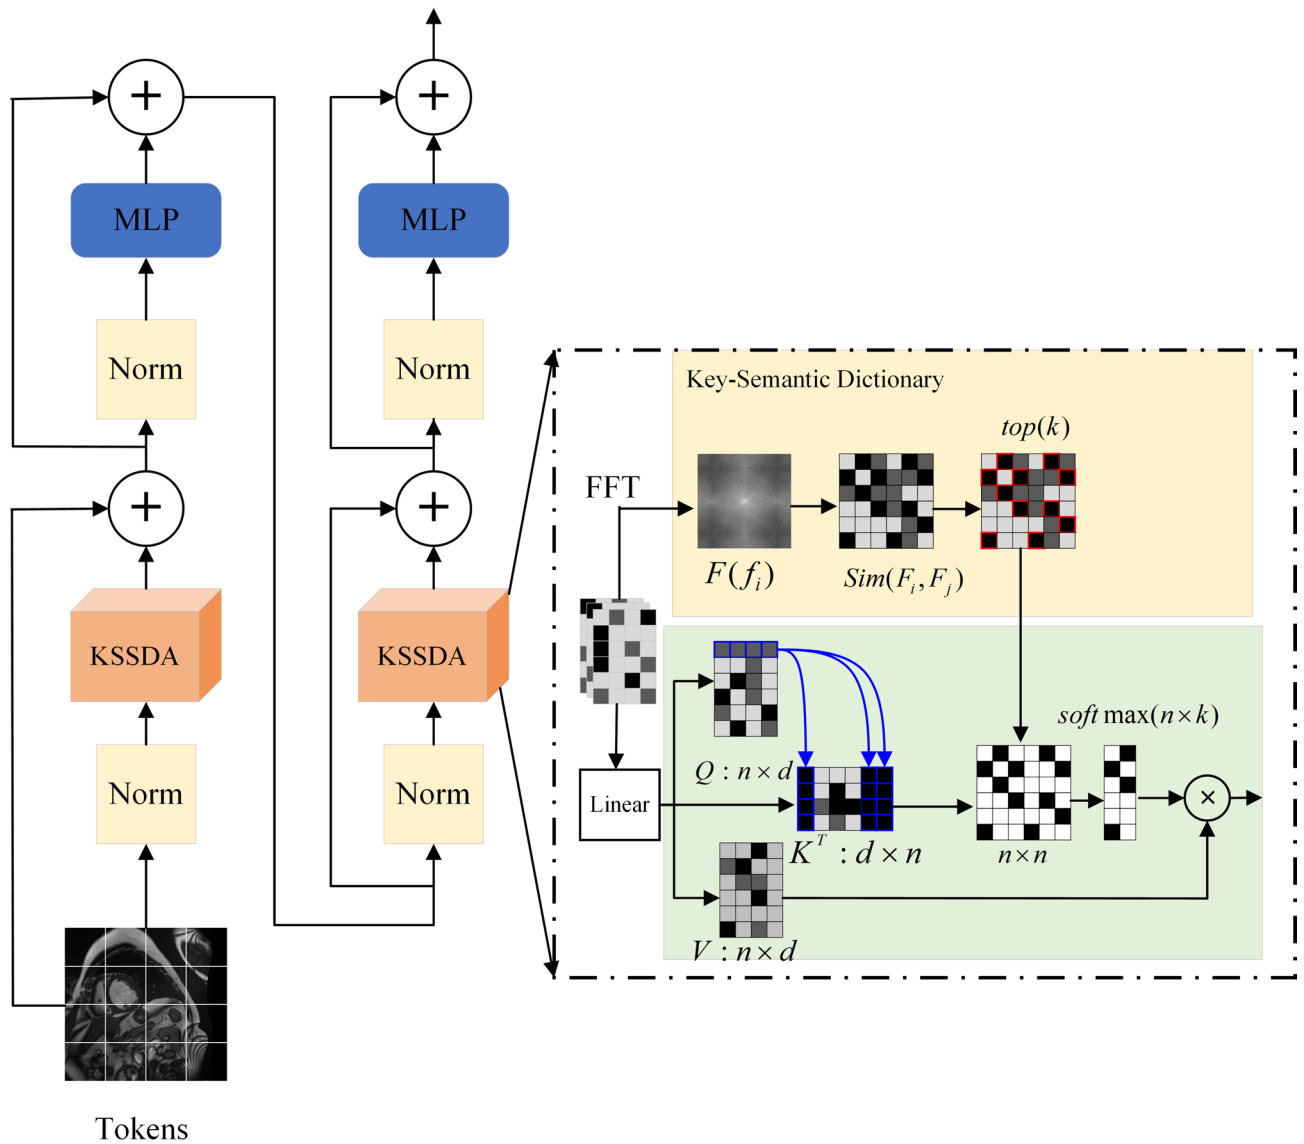 +
+
MLP
MLP
Norm
Norm
Key-Semantic Dictionary
top(k)
FFT
+
+
F(f_i)
Sim(F_i, F_j)
KSSDA
KSSDA
soft max(n × k)
Q : n × d
Norm
Norm
Linear
×
K^T : d × n
n × n
V : n × d
Tokens